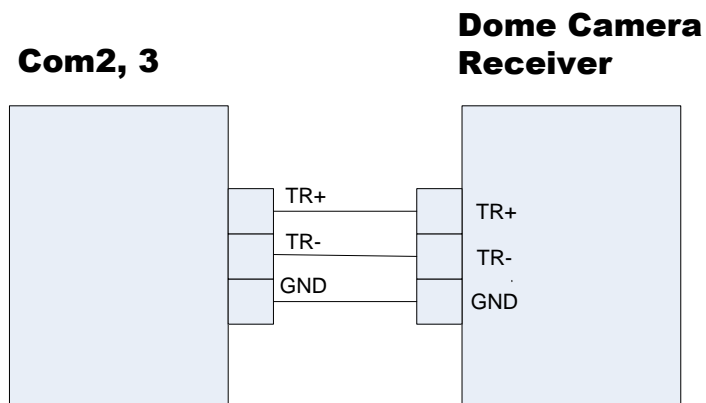 Com2, 3
Dome Camera
Receiver
TR+
TR-
GND
TR+
TR-
GND